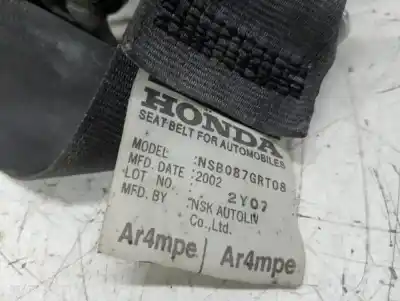 HONDA
SEAT BELT FOR AUTOMOBILES
MODEL :NSB087GRT08
MFD. DATE :2002
LOT NO. : 2Y07
MFD. BY :NSK AUTOLIV
Co.,Ltd.
Ar4mpe | Ar4mpe